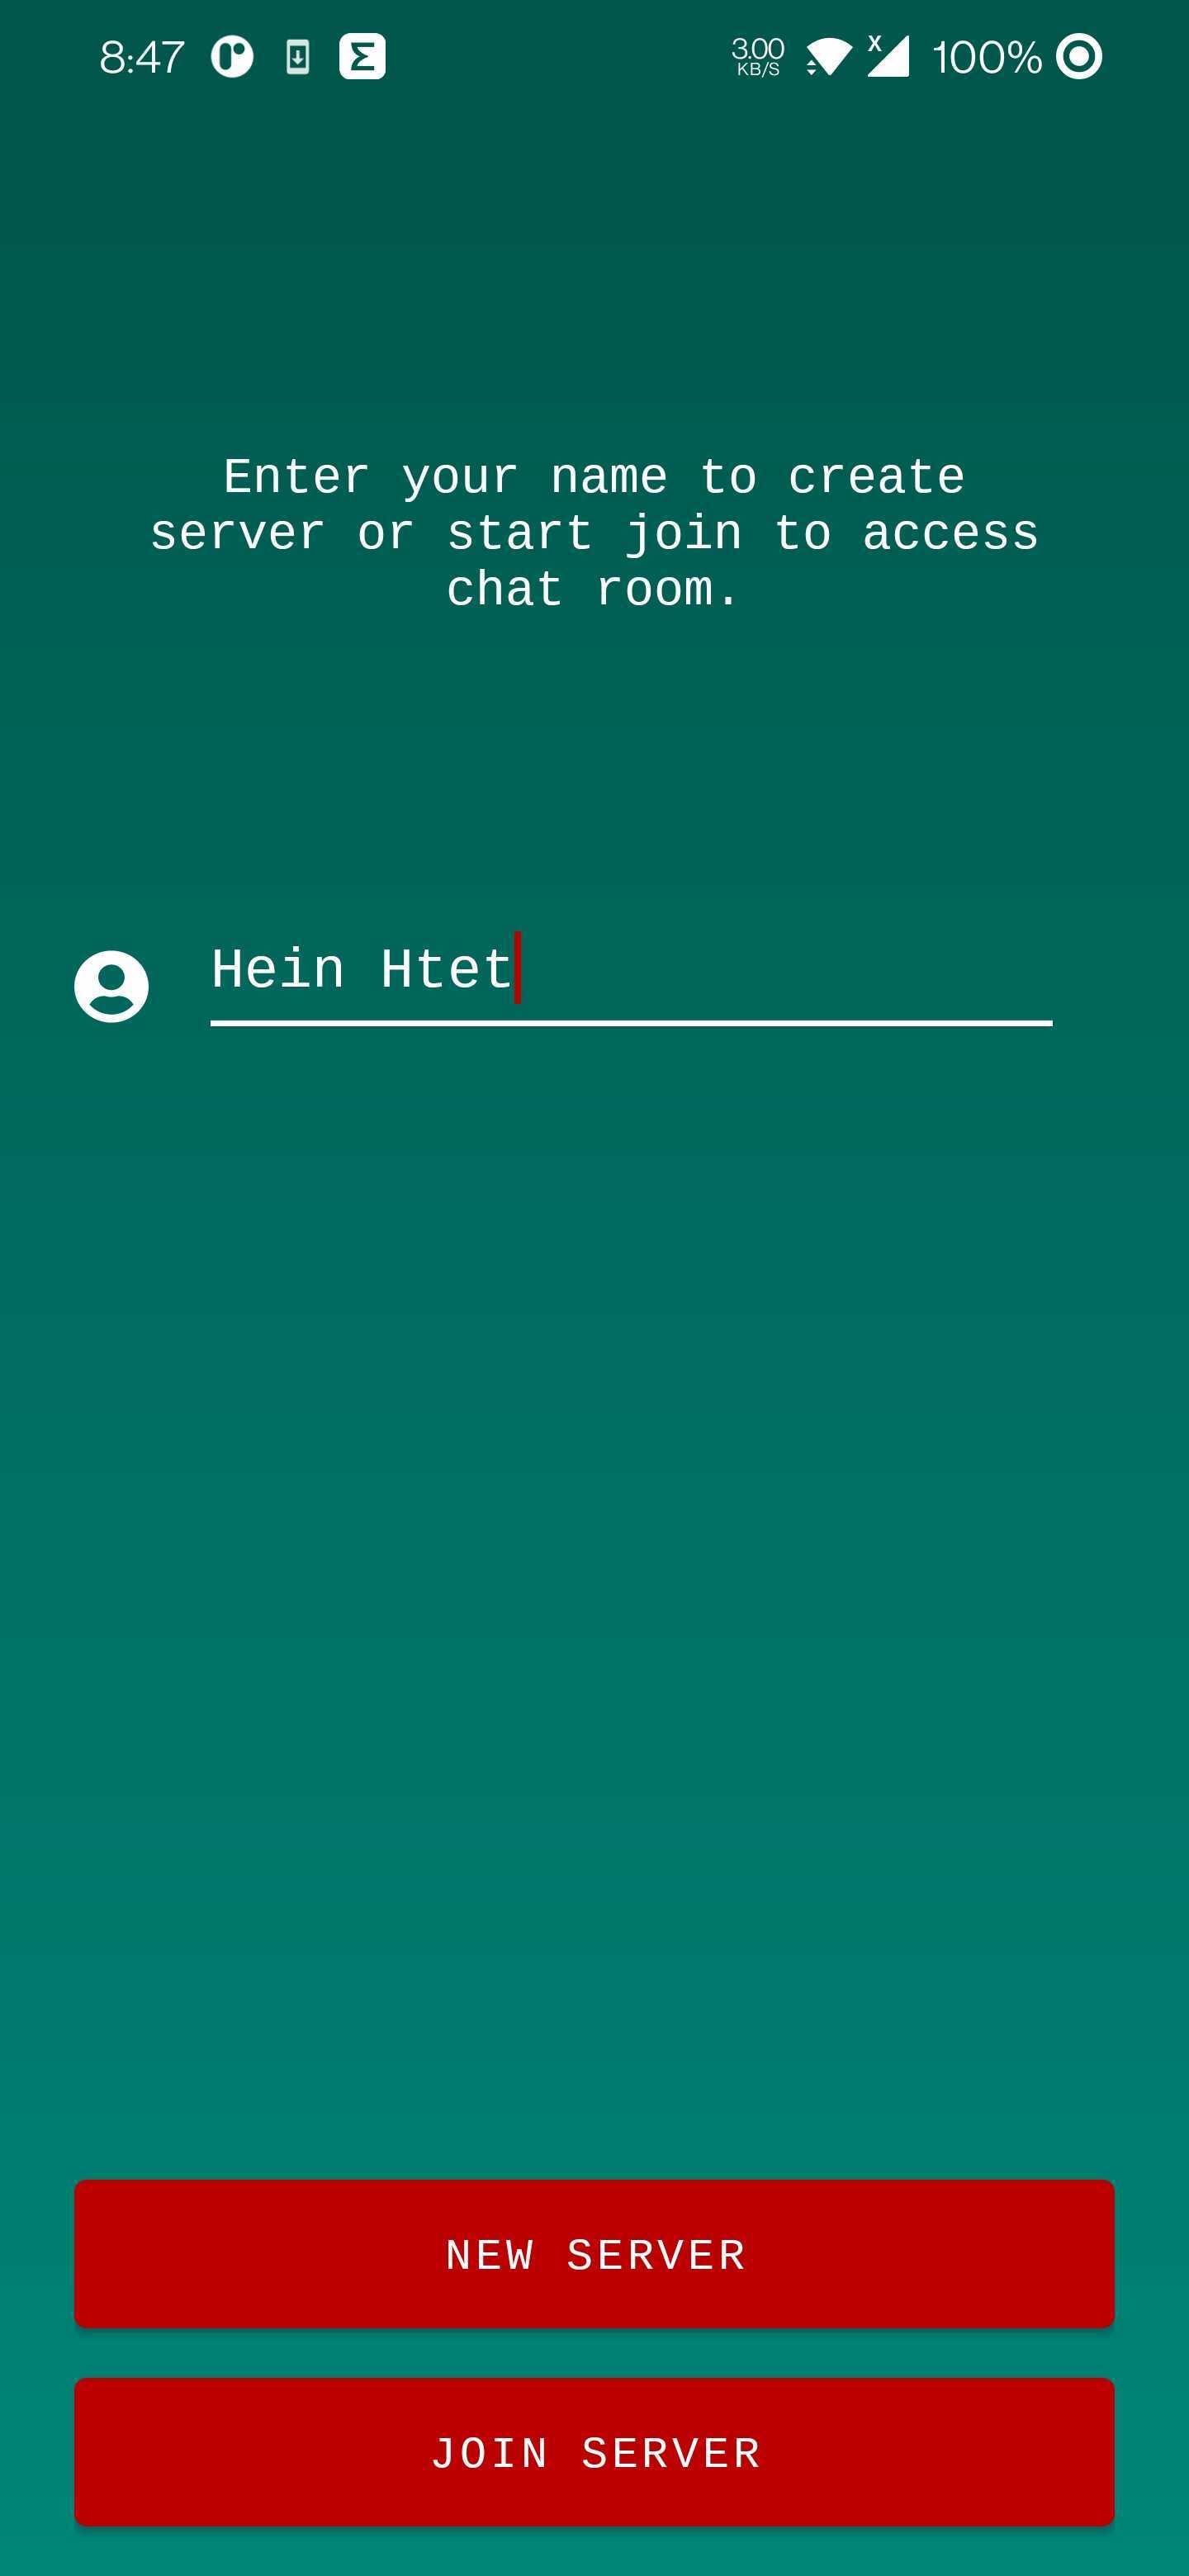 8:47 3.00 KB/S X 100%
Enter your name to create
server or start join to access
chat room.
Hein Htet
NEW SERVER
JOIN SERVER